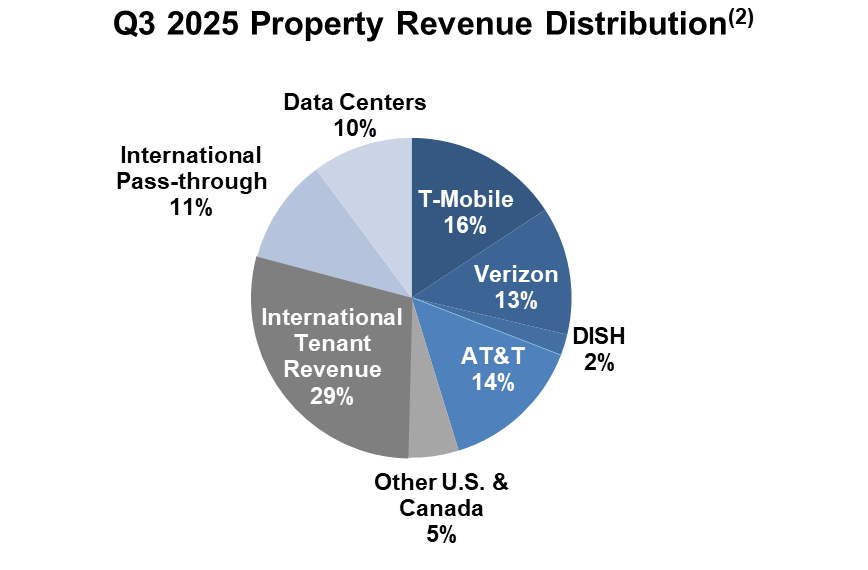 Q3 2025 Property Revenue Distribution(2)
Data Centers
10%
International
Pass-through
11%
T-Mobile
16%
Verizon
13%
DISH
2%
AT&T
14%
International
Tenant
Revenue
29%
Other U.S. &
Canada
5%